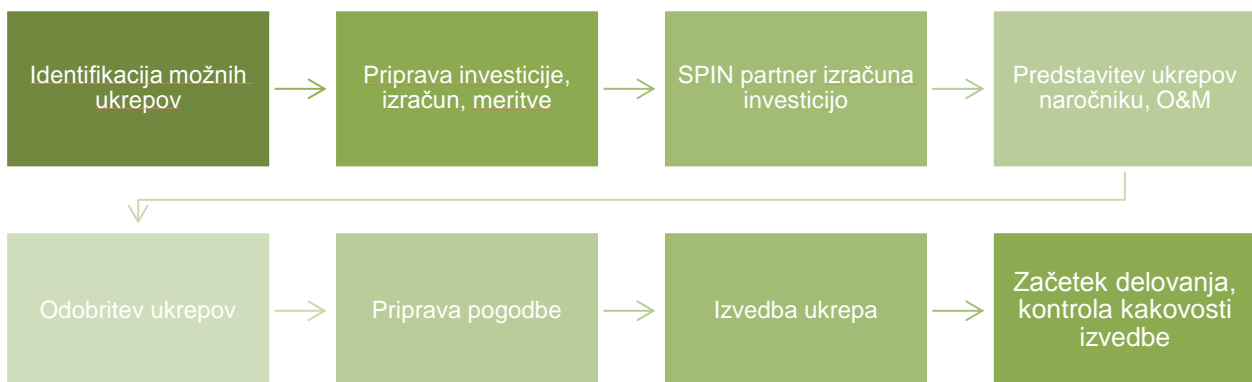 Identifikacija možnih
ukrepov
Priprava investicije,
izračun, meritve
SPIN partner izračuna
investicijo
Predstavitev ukrepov
naročniku, O&M
Odobritev ukrepov
Priprava pogodbe
Izvedba ukrepa
Začetek delovanja,
kontrola kakovosti
izvedbe